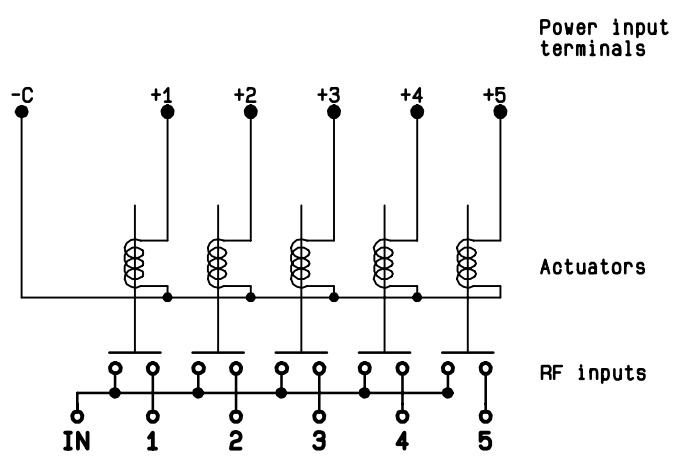 Power input
terminals
-C +1 +2 +3 +4 +5
Actuators
RF inputs
IN 1 2 3 4 5